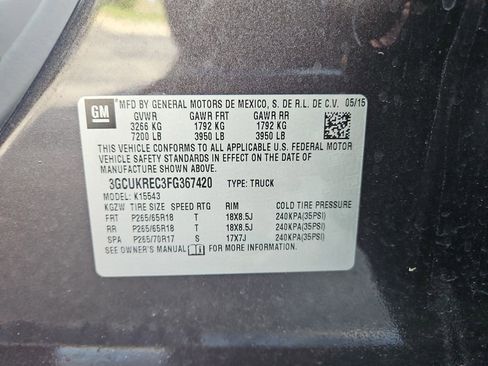 GM
MFD BY GENERAL MOTORS DE MEXICO, S. DE R.L. DE C.V. 05/15
GVWR GAWR FRT GAWR RR
3266 KG 1792 KG 1792 KG
7200 LB 3950 LB 3950 LB
THIS VEHICLE CONFORMS TO ALL APPLICABLE U.S. FEDERAL MOTOR
VEHICLE SAFETY STANDARDS IN EFFECT ON THE DATE OF
MANUFACTURE SHOWN ABOVE.
3GCUKREC3FG367420 TYPE: TRUCK
MODEL: K15543
KGZW TIRE SIZE SPEED RTG RIM COLD TIRE PRESSURE
FRT P265/65R18 T 18X8.5J 240KPA(35PSI)
RR P265/65R18 T 18X8.5J 240KPA(35PSI)
SPA P265/70R17 S 17X7J 240KPA(35PSI)
SEE OWNER'S MANUAL FOR MORE INFORMATION.